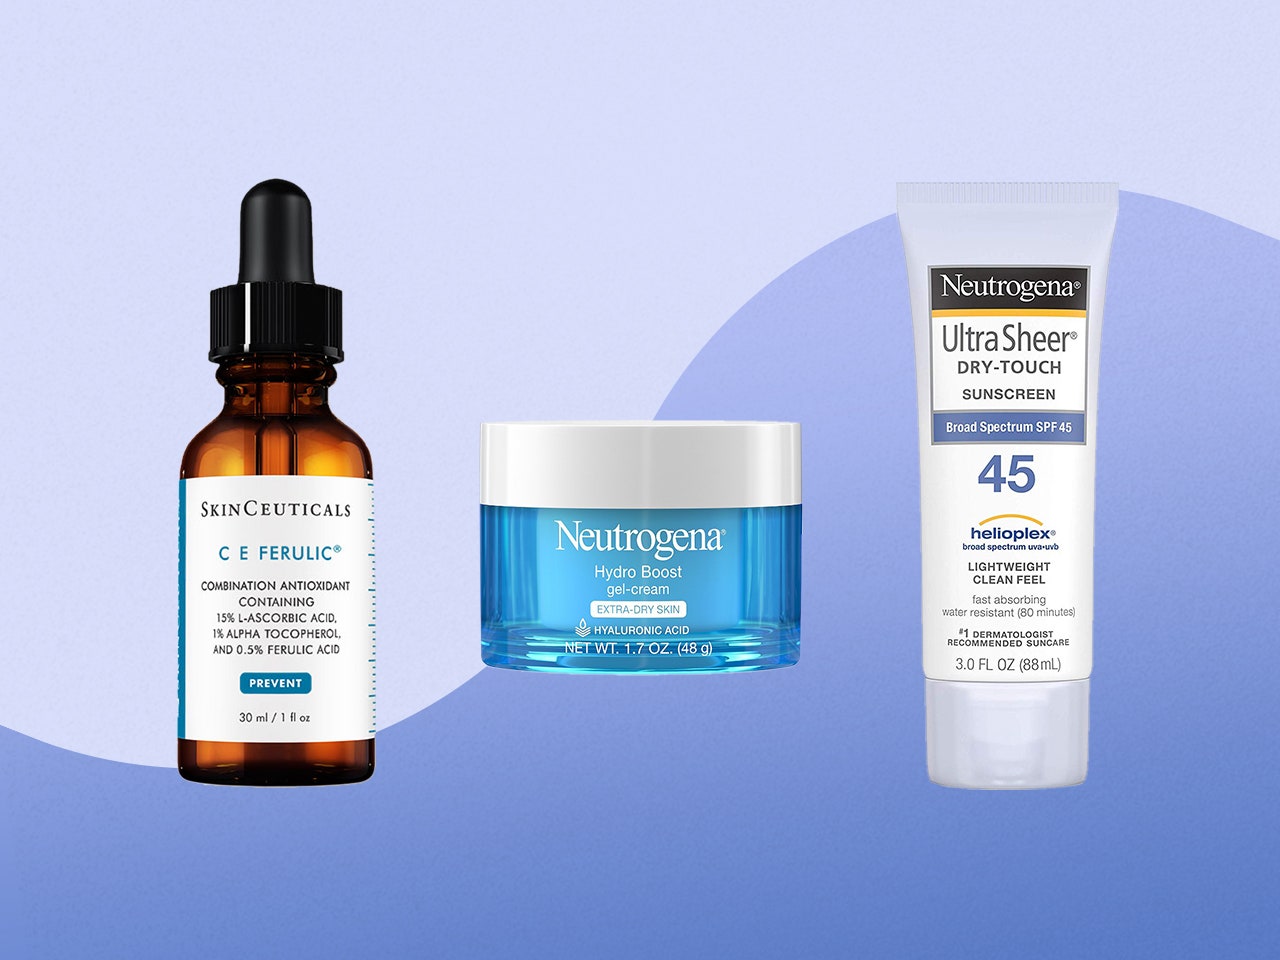 SKINCEUTICALS
C E FERULIC®
COMBINATION ANTIOXIDANT
CONTAINING
15% L-ASCORBIC ACID,
1% ALPHA TOCOPHEROL,
AND 0.5% FERULIC ACID
PREVENT
30 ml / 1 fl oz
Neutrogena®
Hydro Boost
gel-cream
EXTRA-DRY SKIN
HYALURONIC ACID
NET WT. 1.7 OZ. (48 g)
Neutrogena®
Ultra Sheer®
DRY-TOUCH
SUNSCREEN
Broad Spectrum SPF 45
45
helioplex®
broad spectrum uva•uvb
LIGHTWEIGHT
CLEAN FEEL
fast absorbing
water resistant (80 minutes)
#1 DERMATOLOGIST
RECOMMENDED SUNCARE
3.0 FL OZ (88mL)